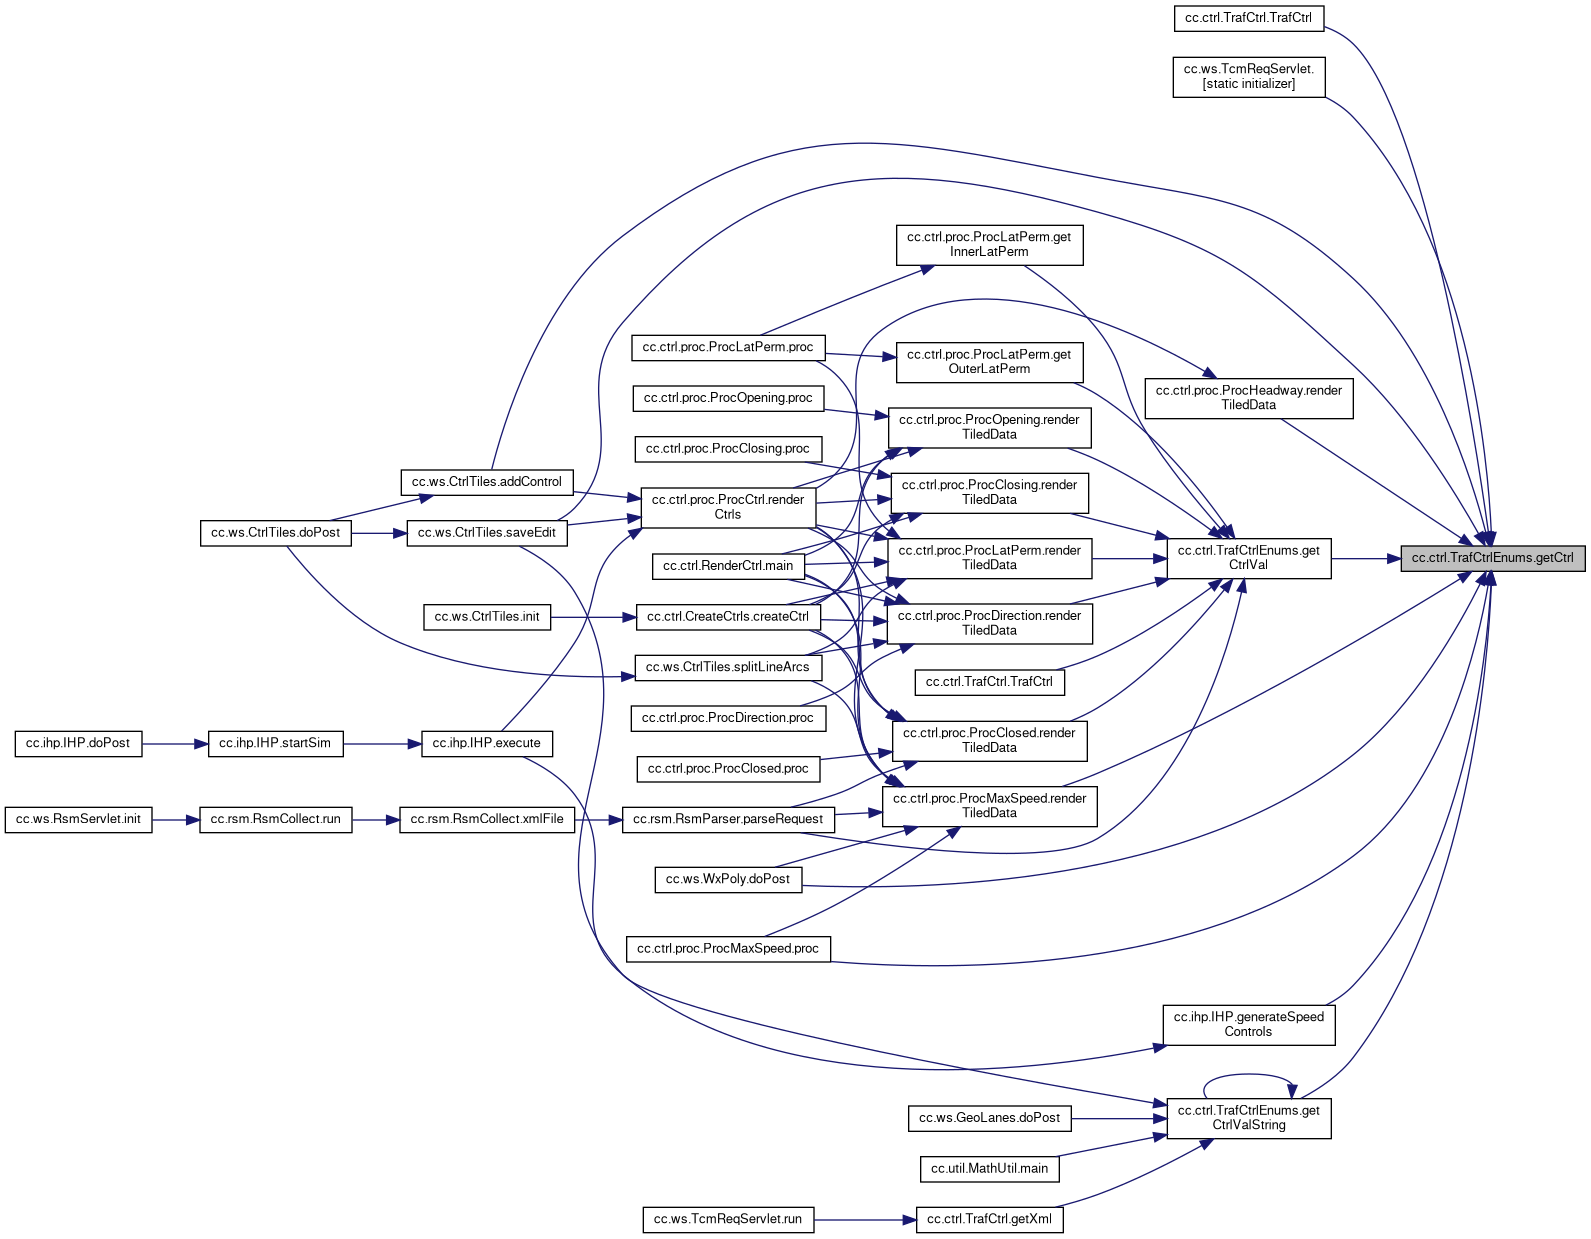 cc.ctrl.TrafCtrl.TrafCtrl
cc.ws.TcmReqServlet.
[static initializer]
cc.ctrl.proc.ProcLatPerm.get
InnerLatPerm
cc.ctrl.proc.ProcLatPerm.proc
cc.ctrl.proc.ProcLatPerm.get
OuterLatPerm
cc.ctrl.proc.ProcHeadway.render
TiledData
cc.ctrl.proc.ProcOpening.proc
cc.ctrl.proc.ProcOpening.render
TiledData
cc.ctrl.proc.ProcClosing.proc
cc.ctrl.proc.ProcClosing.render
TiledData
cc.ws.CtrlTiles.addControl
cc.ctrl.proc.ProcCtrl.render
Ctrls
cc.ws.CtrlTiles.doPost
cc.ws.CtrlTiles.saveEdit
cc.ctrl.RenderCtrl.main
cc.ctrl.proc.ProcLatPerm.render
TiledData
cc.ctrl.TrafCtrlEnums.get
CtrlVal
cc.ctrl.TrafCtrlEnums.getCtrl
cc.ws.CtrlTiles.init
cc.ctrl.CreateCtrls.createCtrl
cc.ctrl.proc.ProcDirection.render
TiledData
cc.ws.CtrlTiles.splitLineArcs
cc.ctrl.TrafCtrl.TrafCtrl
cc.ctrl.proc.ProcDirection.proc
cc.ihp.IHP.doPost
cc.ihp.IHP.startSim
cc.ihp.IHP.execute
cc.ctrl.proc.ProcClosed.render
TiledData
cc.ctrl.proc.ProcClosed.proc
cc.ctrl.proc.ProcMaxSpeed.render
TiledData
cc.ws.RsmServlet.init
cc.rsm.RsmCollect.run
cc.rsm.RsmCollect.xmlFile
cc.rsm.RsmParser.parseRequest
cc.ws.WxPoly.doPost
cc.ctrl.proc.ProcMaxSpeed.proc
cc.ihp.IHP.generateSpeed
Controls
cc.ws.GeoLanes.doPost
cc.ctrl.TrafCtrlEnums.get
CtrlValString
cc.util.MathUtil.main
cc.ws.TcmReqServlet.run
cc.ctrl.TrafCtrl.getXml